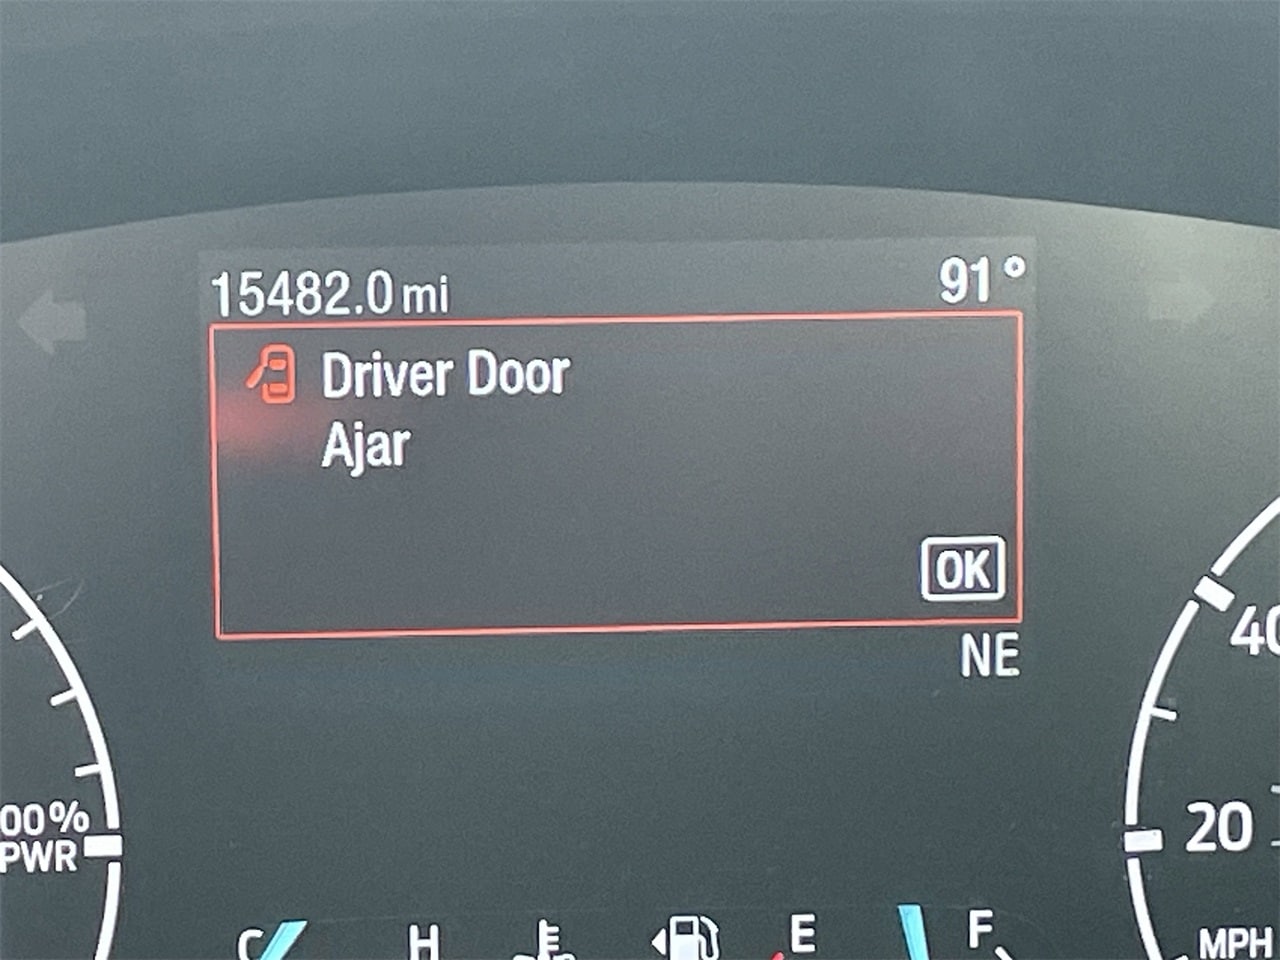 15482.0 mi 91°
Driver Door
Ajar
OK
NE
40
00%
PWR
20
C H E F
MPH